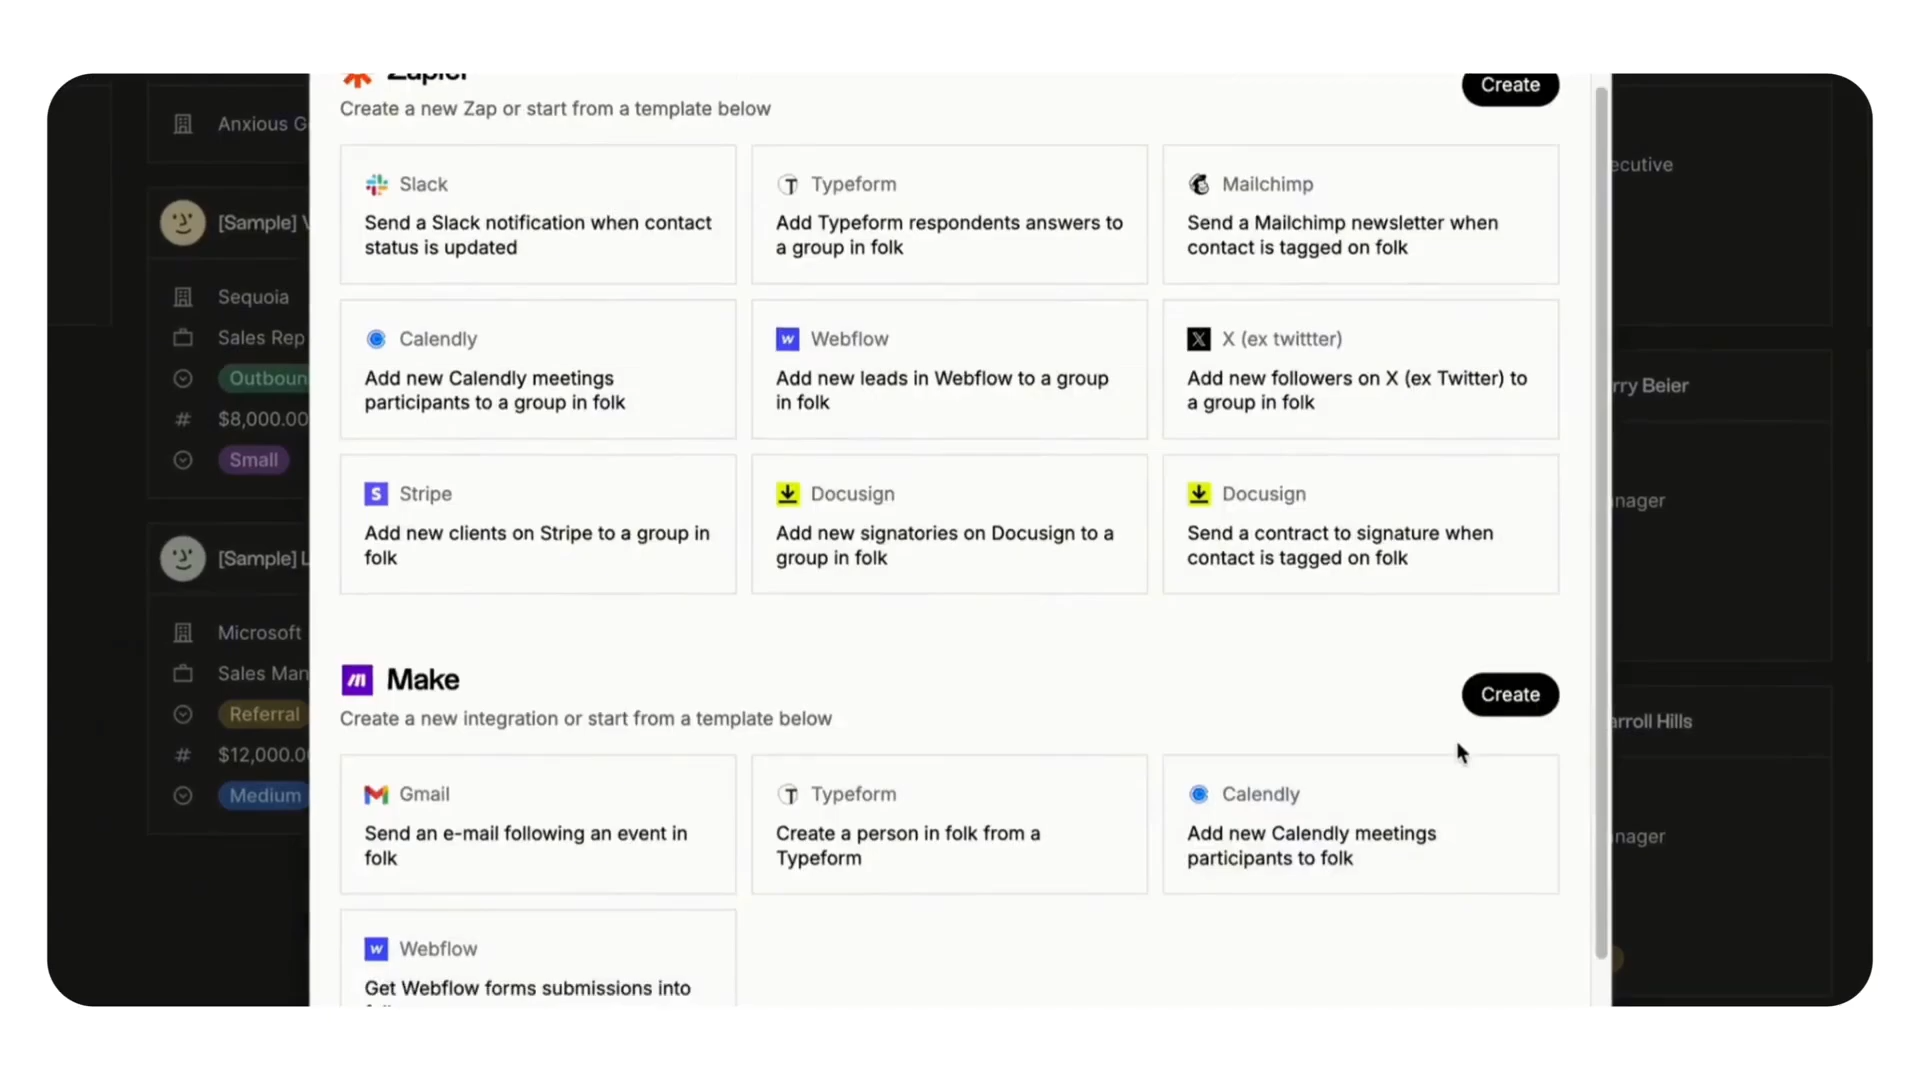 Zapier
Create
Create a new Zap or start from a template below
Slack
Send a Slack notification when contact
status is updated
Typeform
Add Typeform respondents answers to
a group in folk
Mailchimp
Send a Mailchimp newsletter when
contact is tagged on folk
Calendly
Add new Calendly meetings
participants to a group in folk
Webflow
Add new leads in Webflow to a group
in folk
X (ex twittter)
Add new followers on X (ex Twitter) to
a group in folk
Stripe
Add new clients on Stripe to a group in
folk
Docusign
Add new signatories on Docusign to a
group in folk
Docusign
Send a contract to signature when
contact is tagged on folk
Make
Create
Create a new integration or start from a template below
Gmail
Send an e-mail following an event in
folk
Typeform
Create a person in folk from a
Typeform
Calendly
Add new Calendly meetings
participants to folk
Webflow
Get Webflow forms submissions into
Anxious G
[Sample] V
Sequoia
Sales Rep
Outboun
# $8,000.00
Small
[Sample] L
Microsoft
Sales Man
Referral
# $12,000.0
Medium
ecutive
rry Beier
nager
rroll Hills
nager